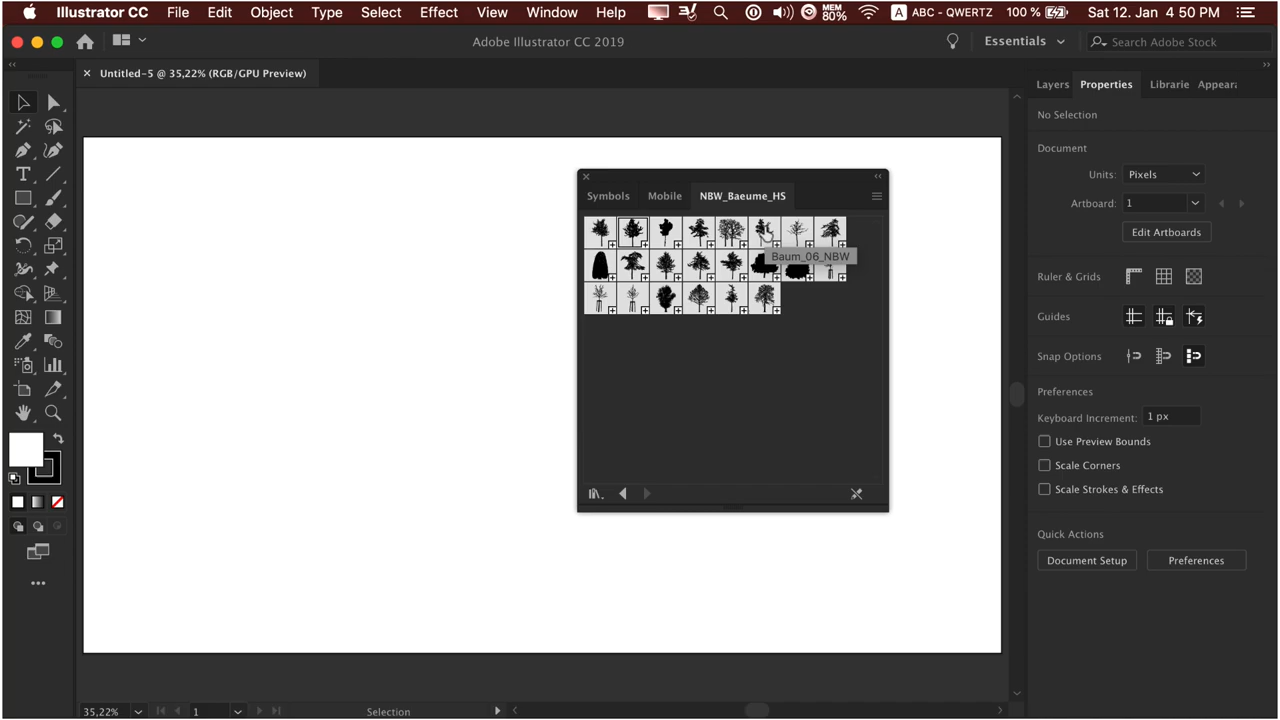 Illustrator CC File Edit Object Type Select Effect View Window Help MEM 80% A ABC - QWERTZ 100 % Sat 12. Jan 4 50 PM
Adobe Illustrator CC 2019 Essentials Search Adobe Stock
Untitled-5 @ 35,22% (RGB/GPU Preview)
Layers Properties Librarie Appeara
No Selection
Document
Units: Pixels
Artboard: 1
Edit Artboards
Ruler & Grids
Guides
Snap Options
Preferences
Keyboard Increment: 1 px
Use Preview Bounds
Scale Corners
Scale Strokes & Effects
Quick Actions
Document Setup Preferences
Symbols Mobile NBW_Baeume_HS
Baum_06_NBW
T
35,22% 1 Selection